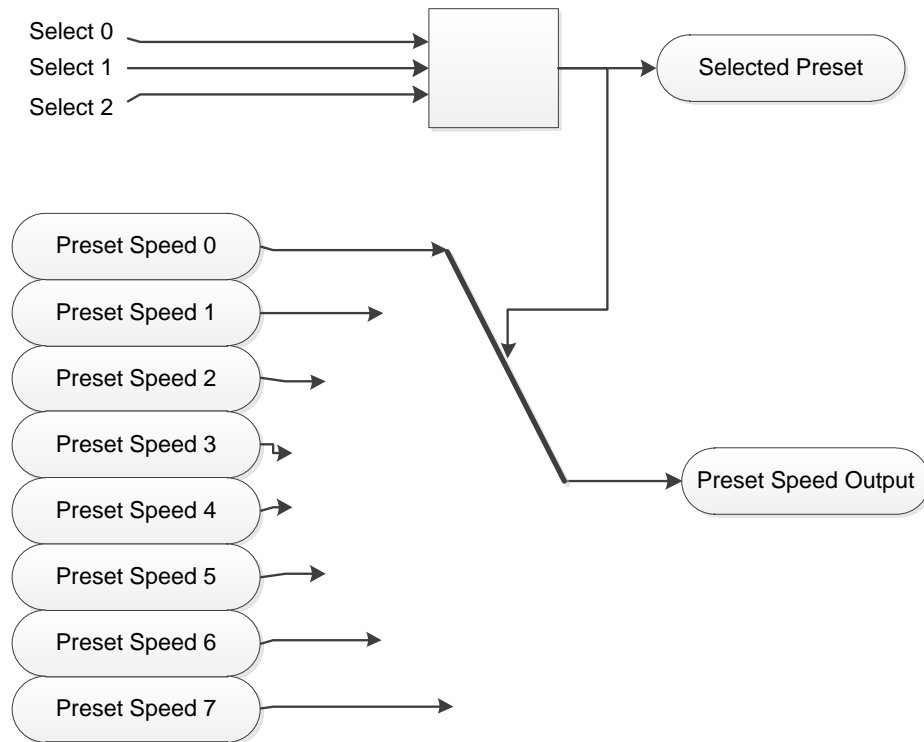 Select 0
Select 1
Select 2
Selected Preset
Preset Speed 0
Preset Speed 1
Preset Speed 2
Preset Speed 3
Preset Speed 4
Preset Speed 5
Preset Speed 6
Preset Speed 7
Preset Speed Output